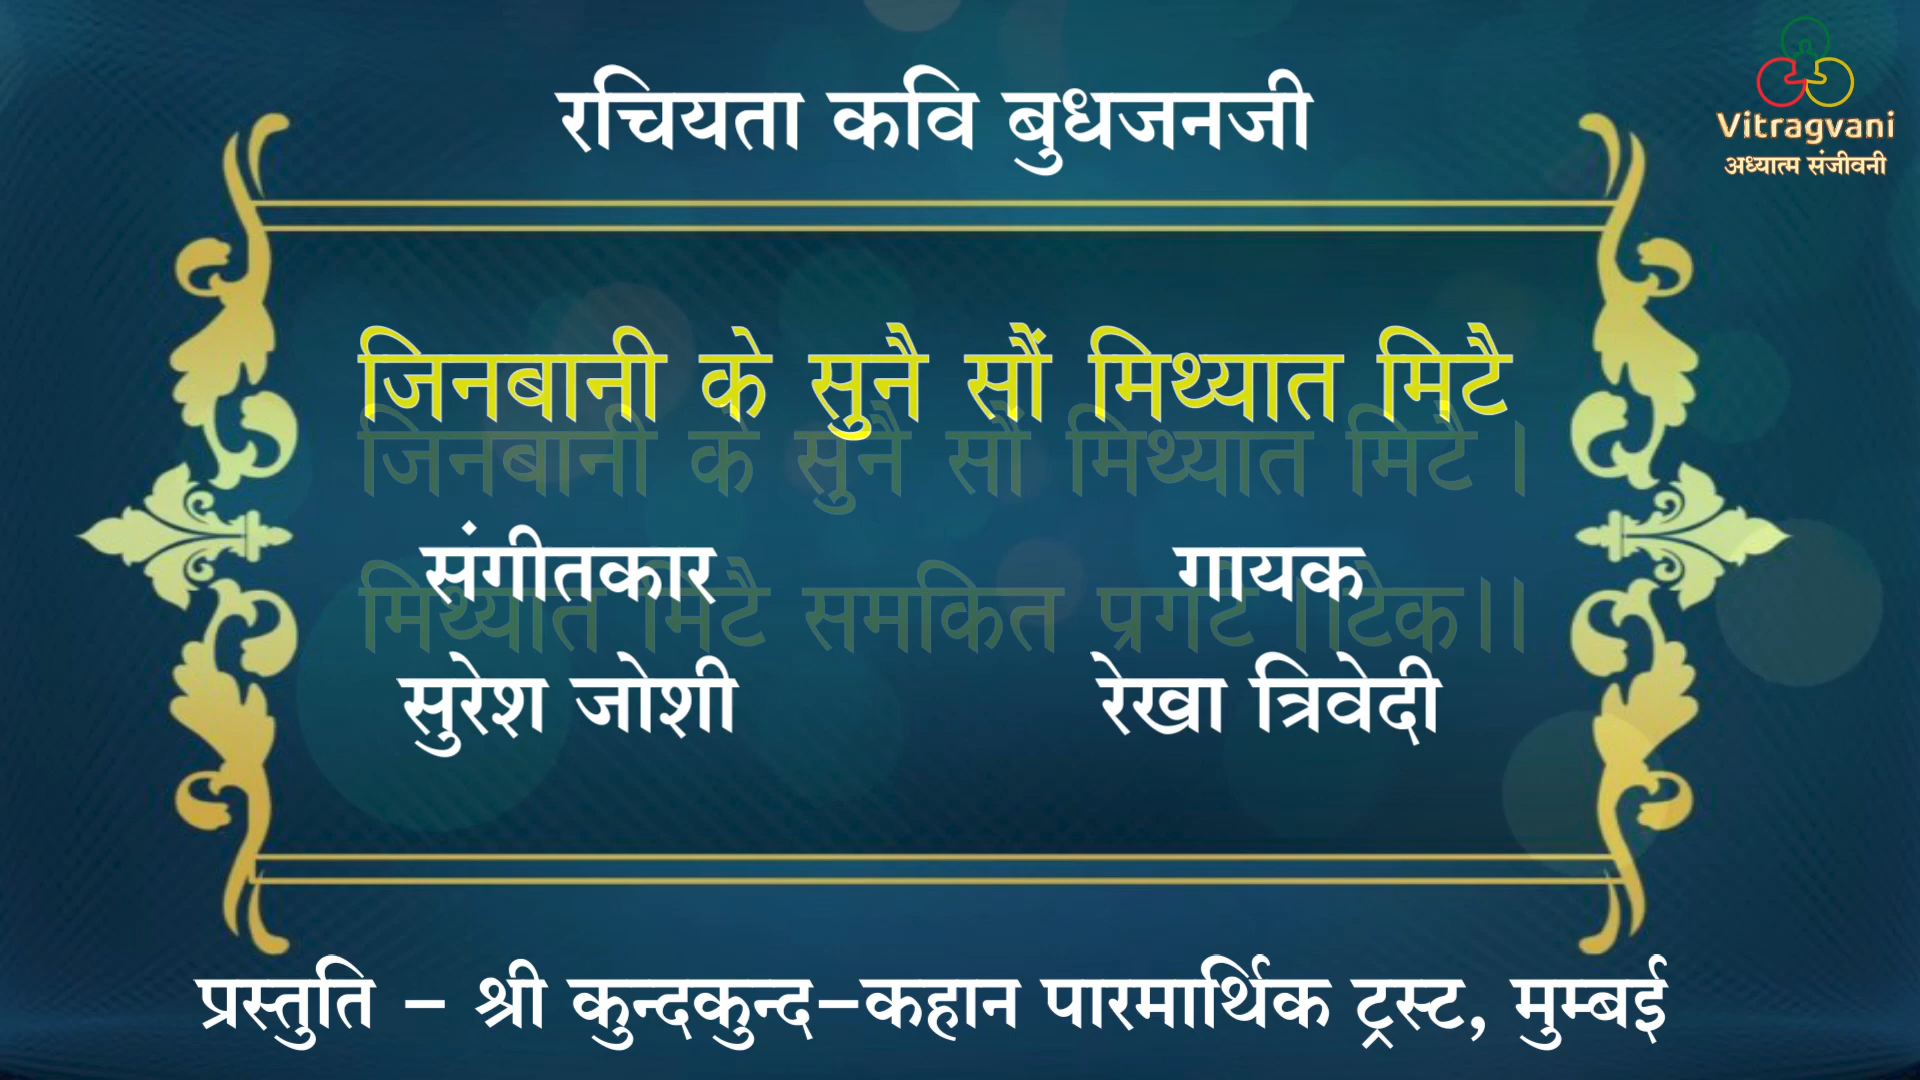 रचियता कवि बुधजनजी
Vitragvani
अध्यात्म संजीवनी
जिनबानी के सुनै सौं मिथ्यात मिटै
जिनबानी के सुनै सौं मिथ्यात मिटै ।
संगीतकार गायक
मिथ्यात मिटै समकित प्रगटे ।टेक।।
सुरेश जोशी रेखा त्रिवेदी
प्रस्तुति - श्री कुन्दकुन्द-कहान पारमार्थिक ट्रस्ट, मुम्बई